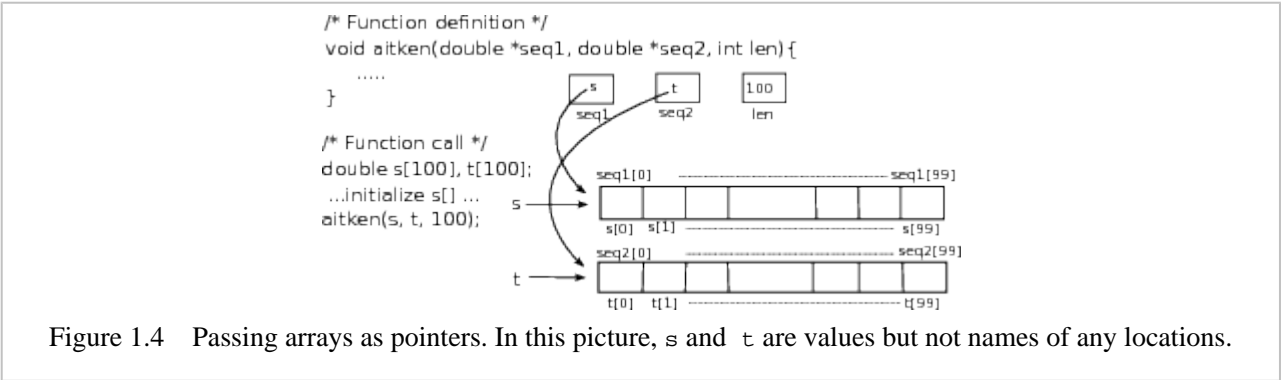 /* Function definition */
void aitken(double *seq1, double *seq2, int len){
.....
}
s t 100
seq1 seq2 len
/* Function call */
double s[100], t[100];
...initialize s[] ...
aitken(s, t, 100);
seq1[0] seq1[99]
s
s[0] s[1] s[99]
seq2[0] seq2[99]
t
t[0] t[1] t[99]
Figure 1.4 Passing arrays as pointers. In this picture, s and t are values but not names of any locations.